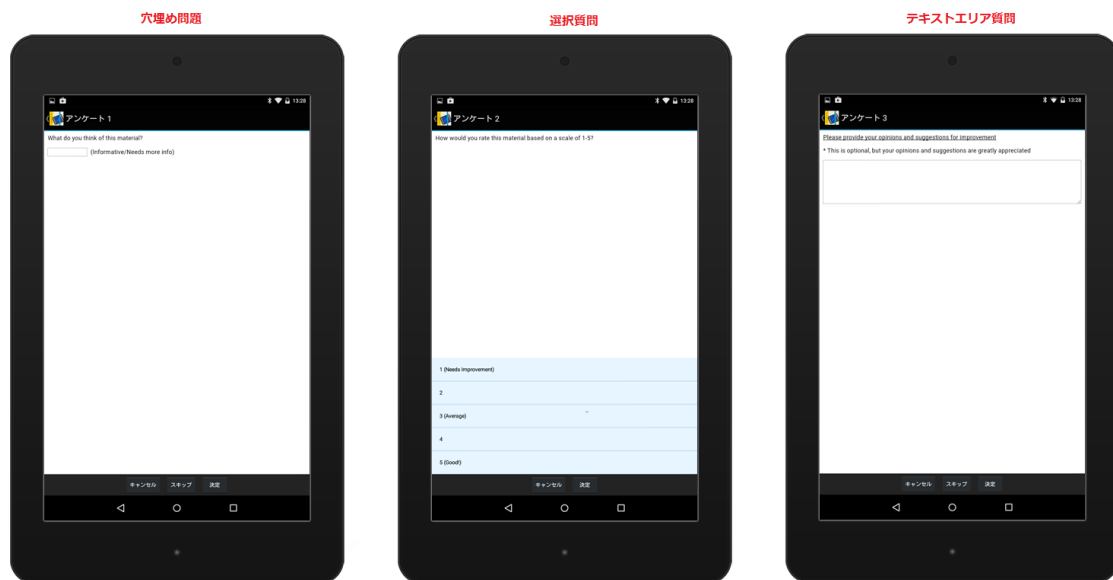 穴埋め問題
13:28
アンケート 1
What do you think of this material?
(Informative/Needs more info)
キャンセル スキップ 決定
選択質問
13:28
アンケート 2
How would you rate this material based on a scale of 1-5?
1 (Needs improvement)
2
3 (Average)
4
5 (Good!)
キャンセル 決定
テキストエリア質問
13:28
アンケート 3
Please provide your opinions and suggestions for improvement
* This is optional, but your opinions and suggestions are greatly appreciated
キャンセル スキップ 決定